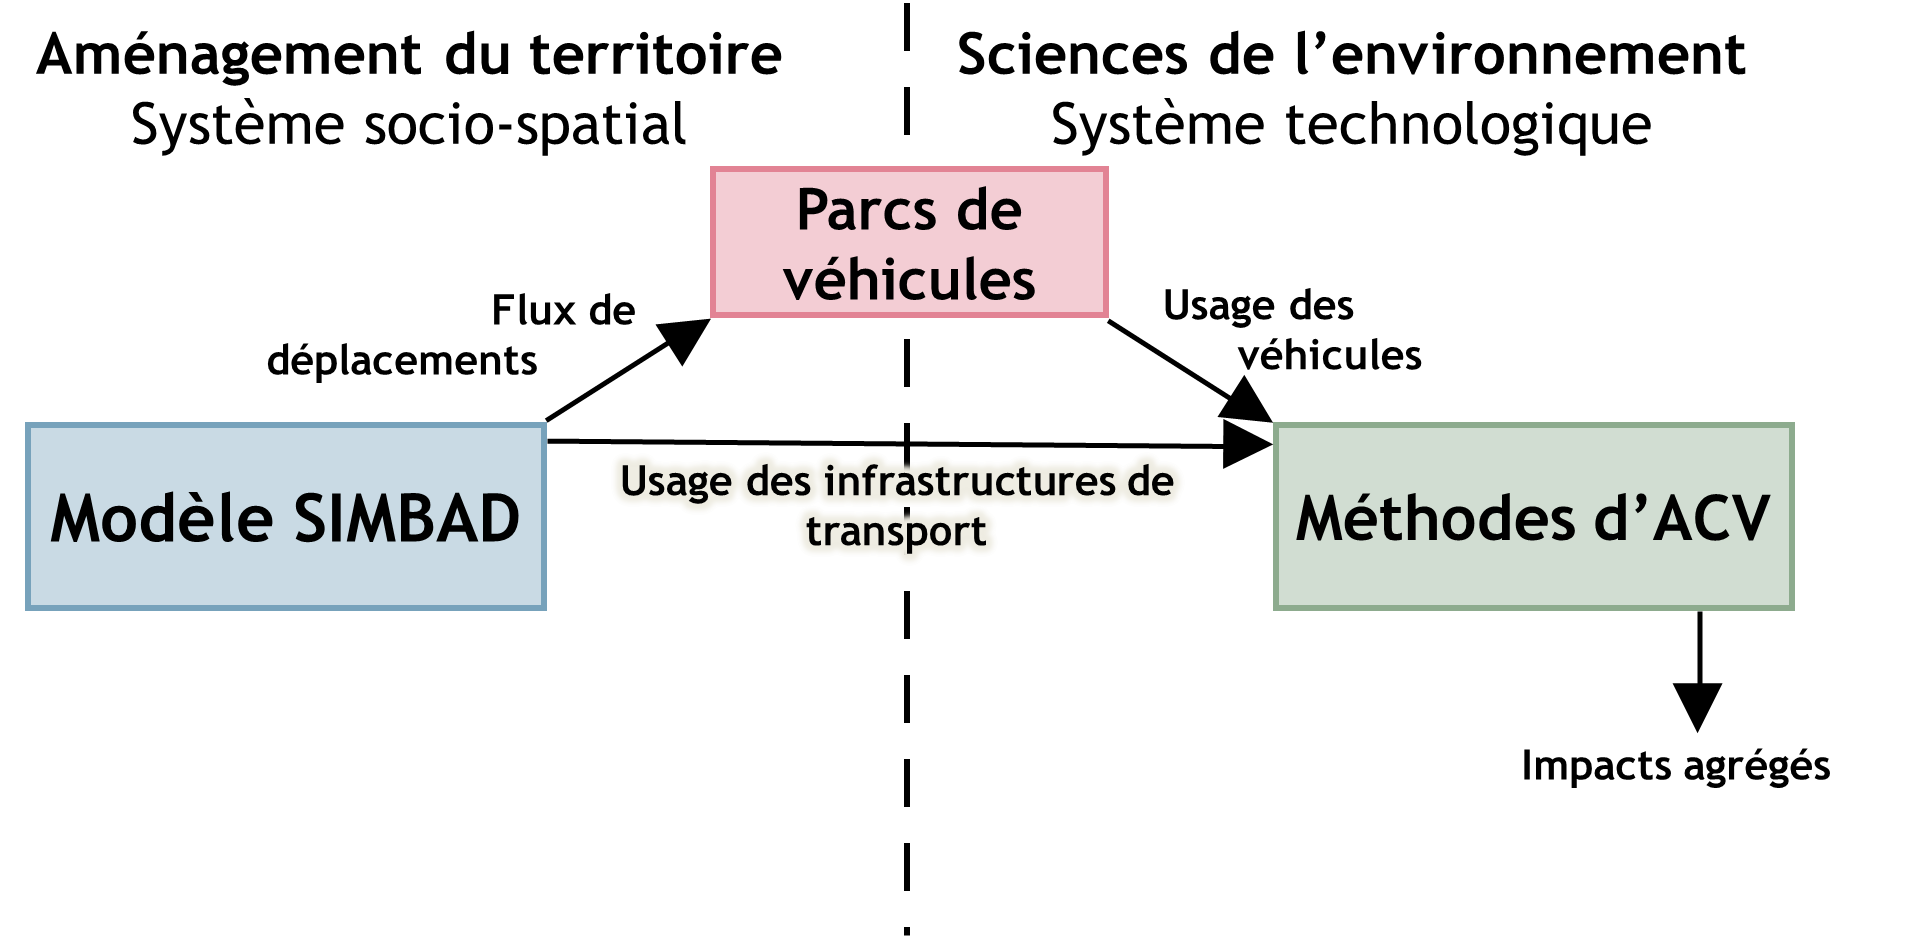 Aménagement du territoire
Système socio-spatial
Sciences de l’environnement
Système technologique
Parcs de
véhicules
Flux de
déplacements
Usage des
véhicules
Modèle SIMBAD
Usage des infrastructures de
transport
Méthodes d’ACV
Impacts agrégés